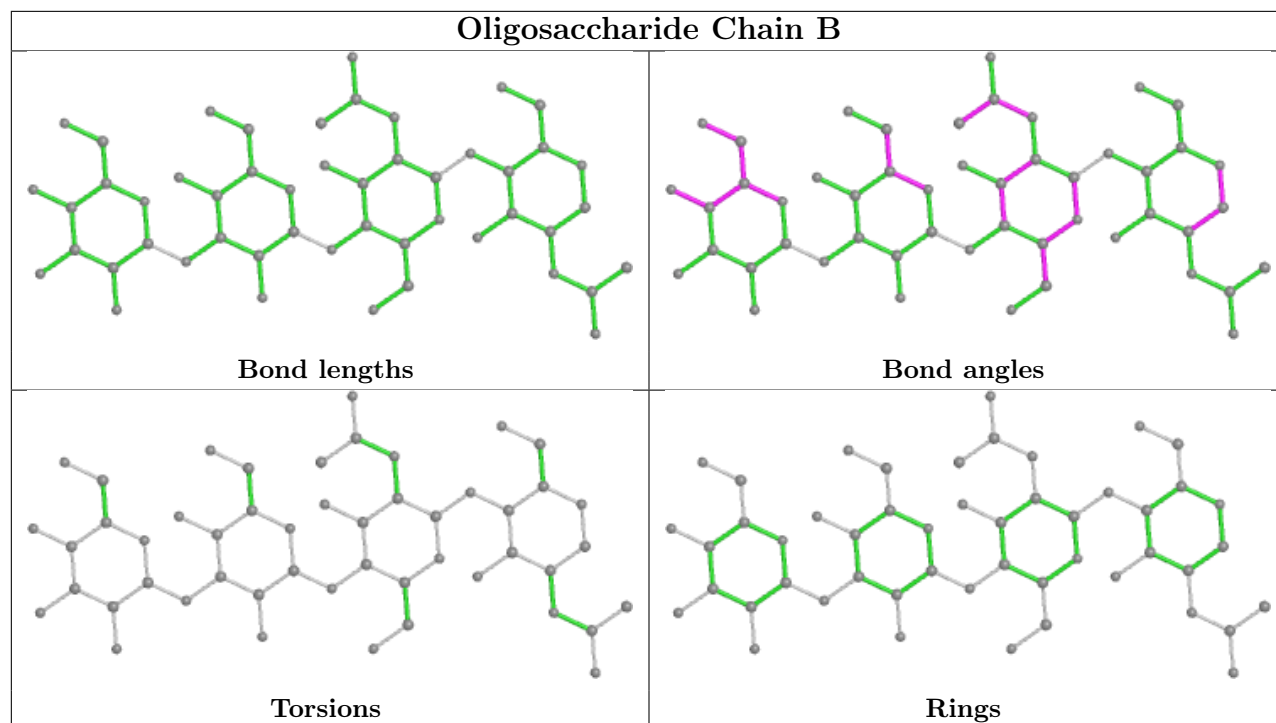 Oligosaccharide Chain B
Bond lengths
Bond angles
Torsions
Rings